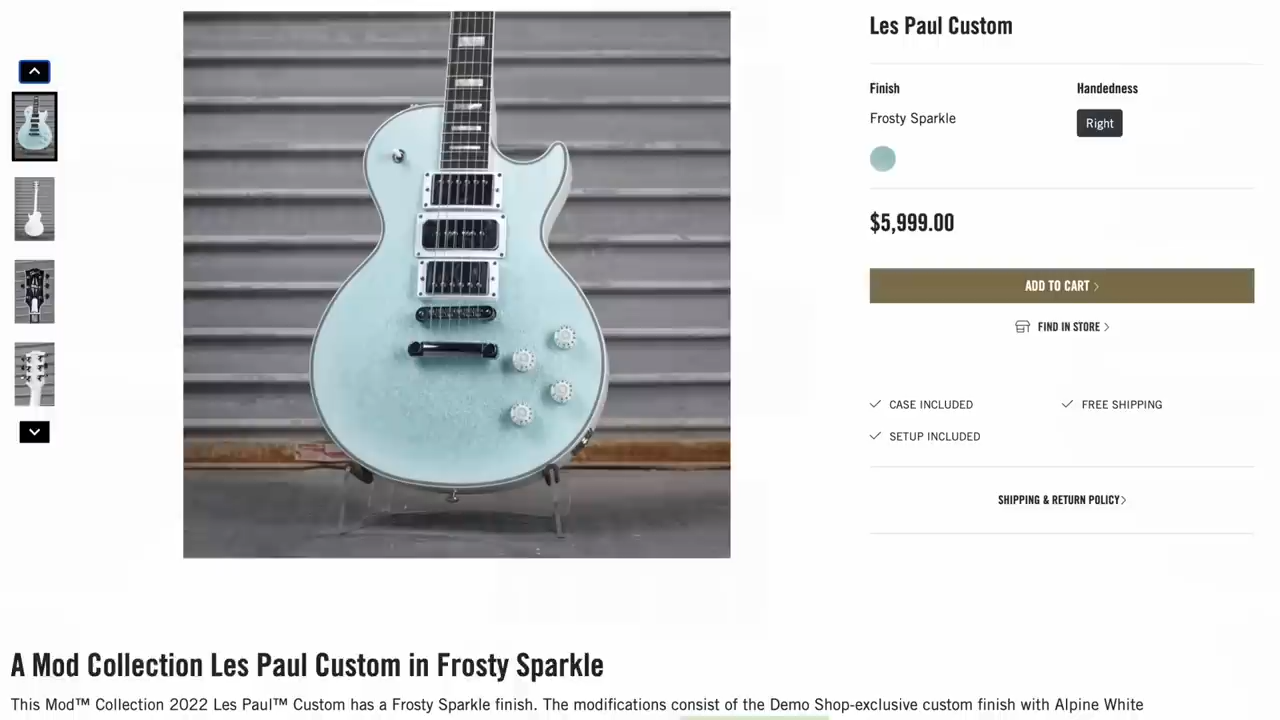 Les Paul Custom
Finish
Handedness
Frosty Sparkle
Right
$5,999.00
ADD TO CART
FIND IN STORE
CASE INCLUDED
FREE SHIPPING
SETUP INCLUDED
SHIPPING & RETURN POLICY
A Mod Collection Les Paul Custom in Frosty Sparkle
This Mod™ Collection 2022 Les Paul™ Custom has a Frosty Sparkle finish. The modifications consist of the Demo Shop-exclusive custom finish with Alpine White